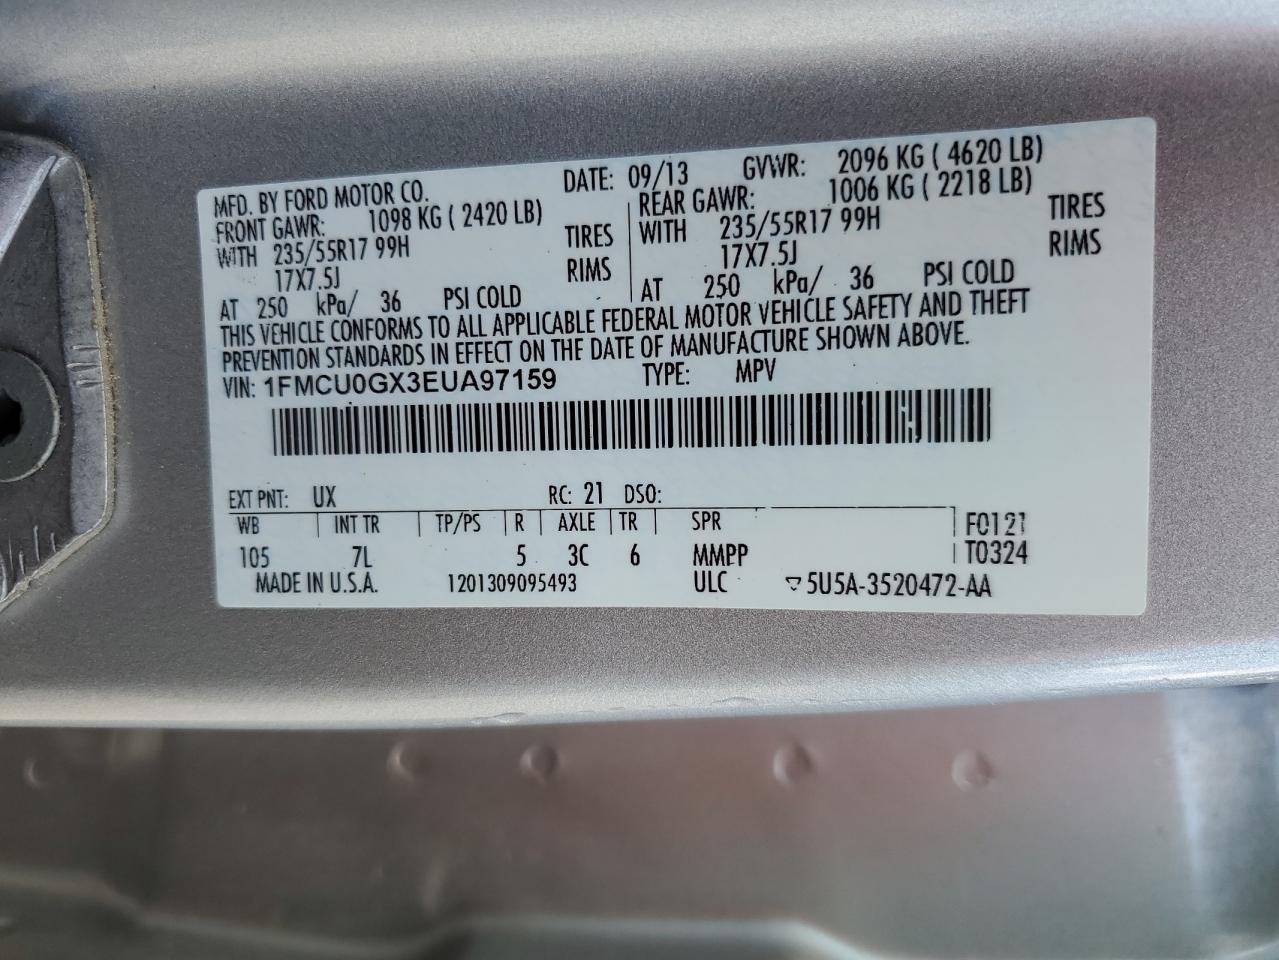 MFD. BY FORD MOTOR CO. DATE: 09/13 GVWR: 2096 KG ( 4620 LB)
FRONT GAWR: 1098 KG ( 2420 LB) REAR GAWR: 1006 KG ( 2218 LB)
WITH 235/55R17 99H TIRES WITH 235/55R17 99H TIRES
17X7.5J RIMS 17X7.5J RIMS
AT 250 kPa/ 36 PSI COLD AT 250 kPa/ 36 PSI COLD
THIS VEHICLE CONFORMS TO ALL APPLICABLE FEDERAL MOTOR VEHICLE SAFETY AND THEFT
PREVENTION STANDARDS IN EFFECT ON THE DATE OF MANUFACTURE SHOWN ABOVE.
VIN: 1FMCU0GX3EUA97159 TYPE: MPV
EXT PNT: UX RC: 21 DSO:
WB INT TR TP/PS R AXLE TR SPR F0121
105 7L 5 3C 6 MMPP T0324
MADE IN U.S.A. 1201309095493 ULC ▽5U5A-3520472-AA